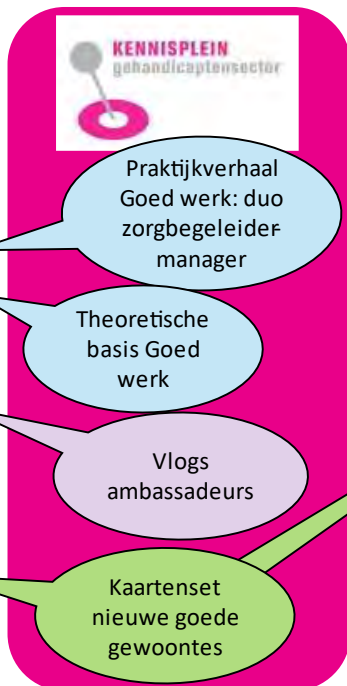 KENNISPLEIN
gehandicaptensector
Praktijkverhaal
Goed werk: duo
zorgbegeleider-
manager
Theoretische
basis Goed
werk
Vlogs
ambassadeurs
Kaartenset
nieuwe goede
gewoontes